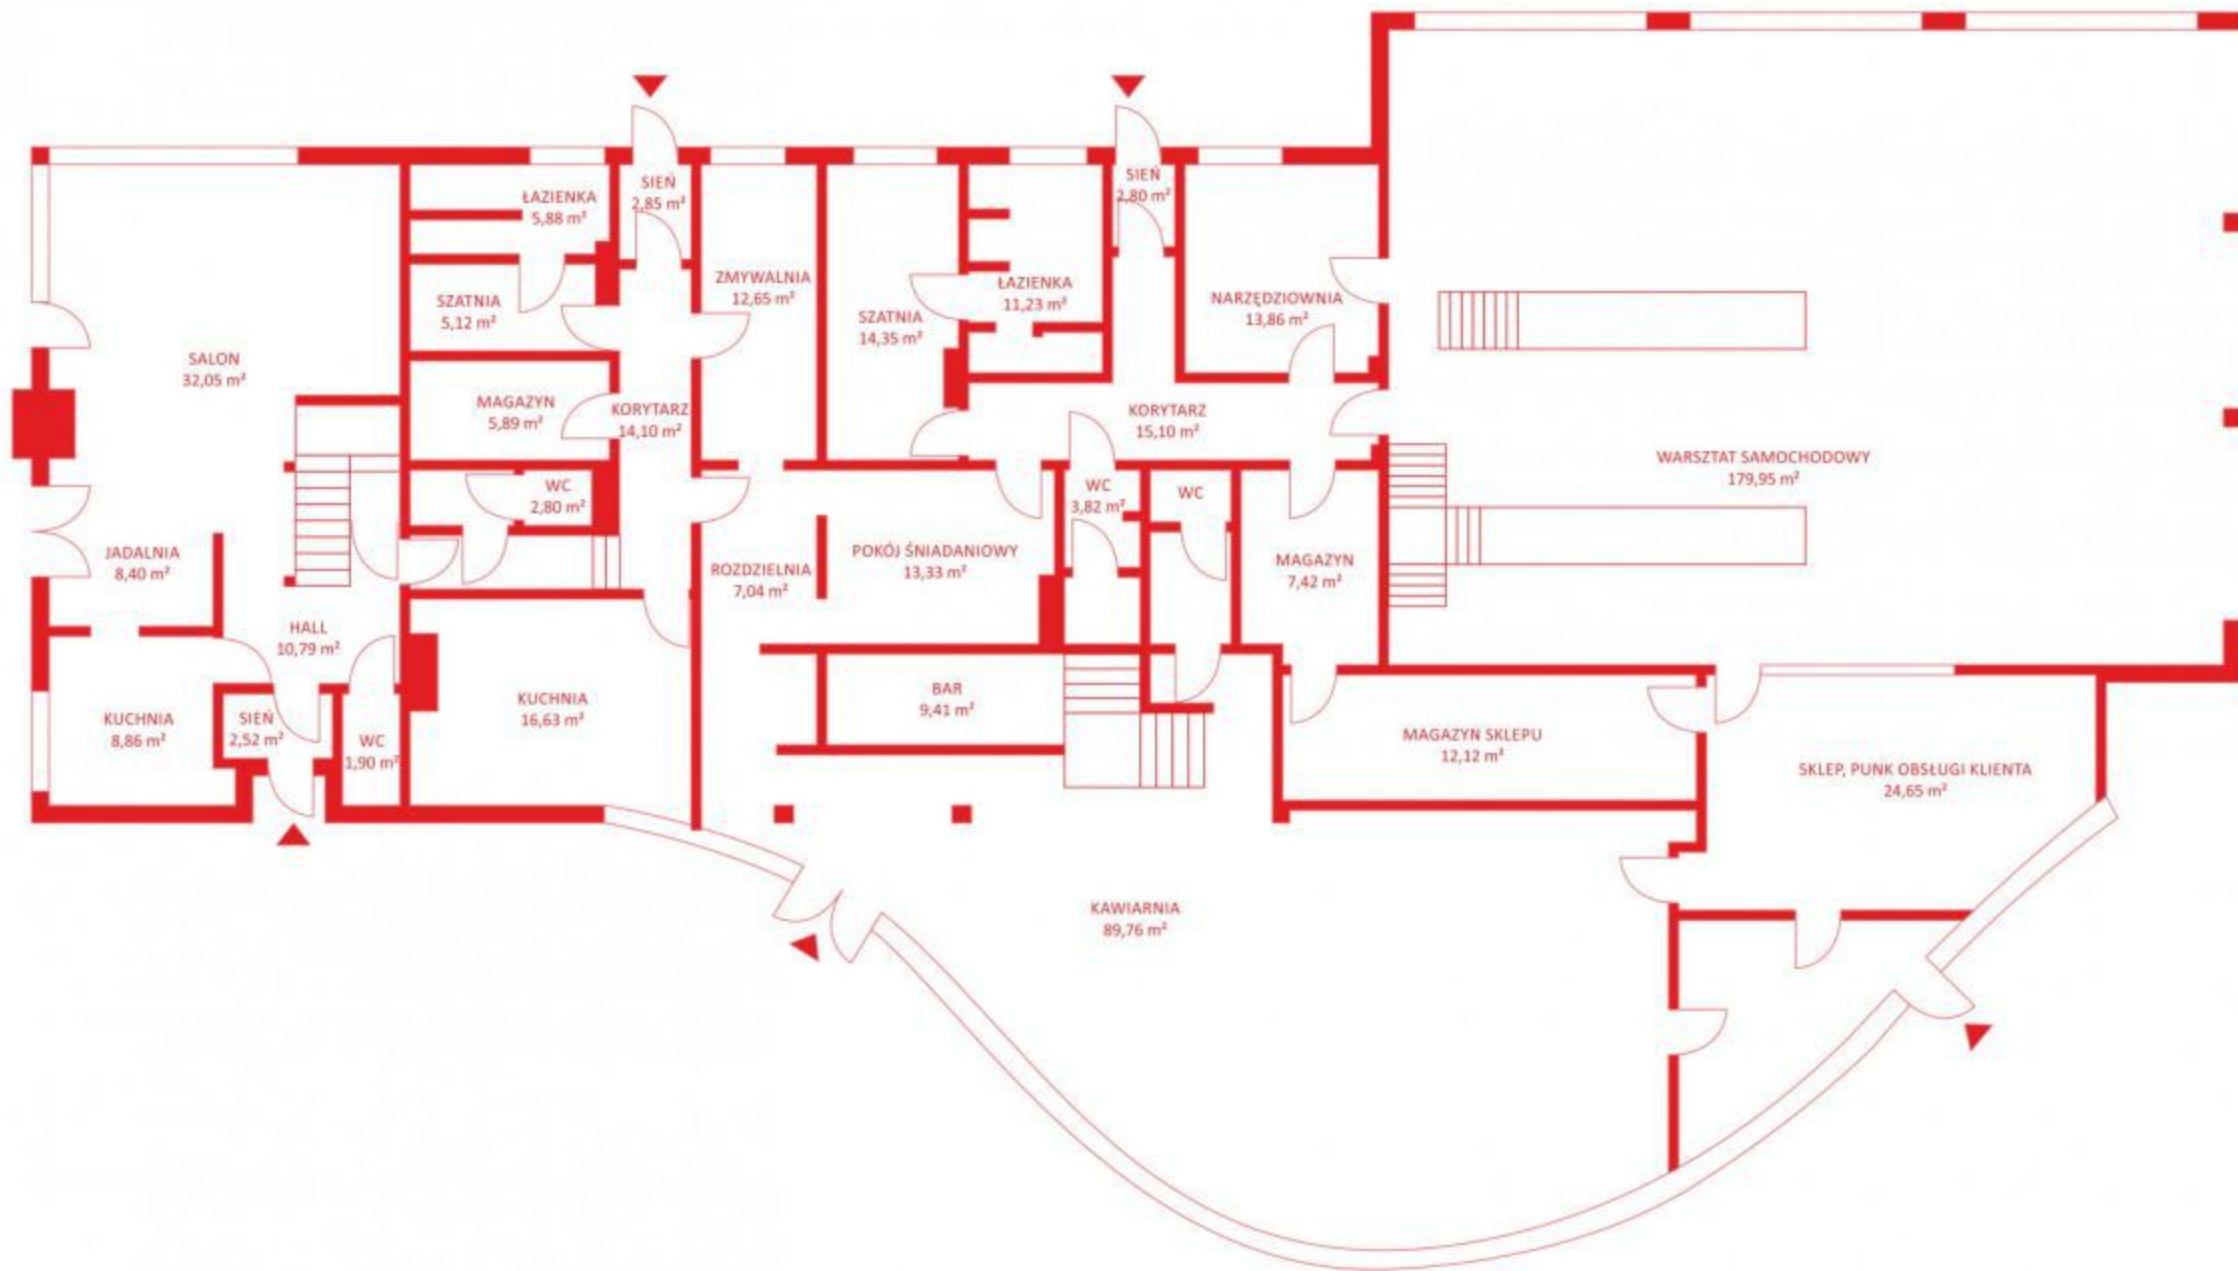 ŁAZIENKA
5,88 m²
SIEŃ
2,85 m²
SIEŃ
2,80 m²
ZMYWALNIA
12,65 m²
ŁAZIENKA
11,23 m²
NARZĘDZIOWNIA
13,86 m²
SZATNIA
5,12 m²
SZATNIA
14,35 m²
SALON
32,05 m²
MAGAZYN
5,89 m²
KORYTARZ
14,10 m²
KORYTARZ
15,10 m²
WARSZTAT SAMOCHODOWY
179,95 m²
WC
2,80 m²
WC
3,82 m²
WC
JADALNIA
8,40 m²
ROZDZIELNIA
7,04 m²
POKÓJ ŚNIADANIOWY
13,33 m²
MAGAZYN
7,42 m²
HALL
10,79 m²
KUCHNIA
8,86 m²
SIEŃ
2,52 m²
WC
1,90 m²
KUCHNIA
16,63 m²
BAR
9,41 m²
MAGAZYN SKLEPU
12,12 m²
SKLEP, PUNK OBSŁUGI KLIENTA
24,65 m²
KAWIARNIA
89,76 m²